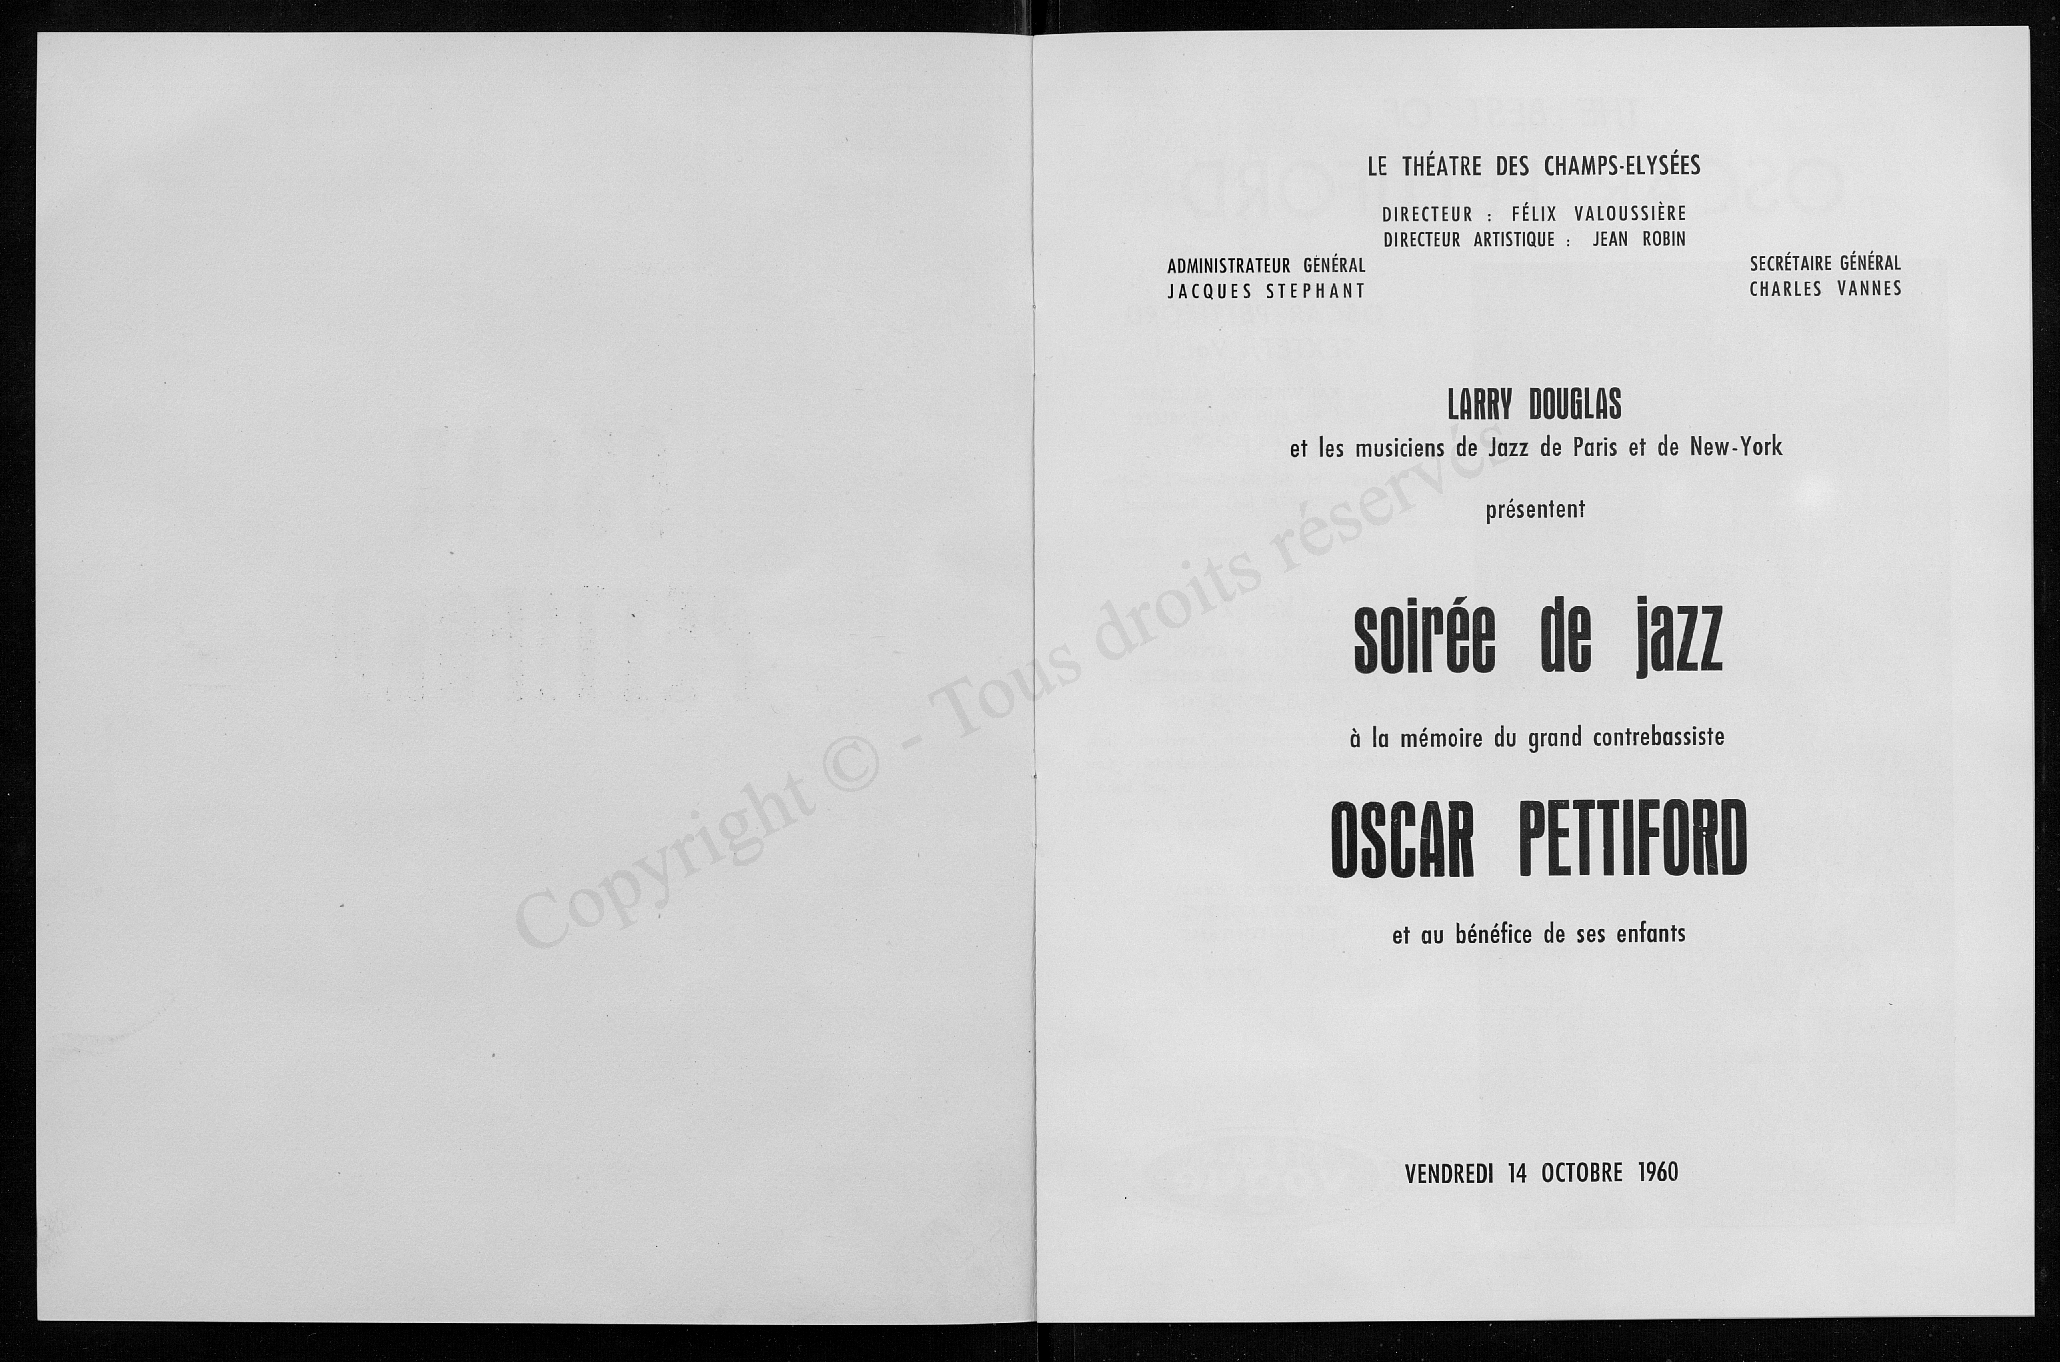 LE THÉATRE DES CHAMPS-ELYSÉES
DIRECTEUR : FÉLIX VALOUSSIÈRE
DIRECTEUR ARTISTIQUE : JEAN ROBIN
ADMINISTRATEUR GÉNÉRAL
JACQUES STEPHANT
SECRÉTAIRE GÉNÉRAL
CHARLES VANNES
LARRY DOUGLAS
et les musiciens de Jazz de Paris et de New-York
présentent
soirée de jazz
à la mémoire du grand contrebassiste
OSCAR PETTIFORD
et au bénéfice de ses enfants
VENDREDI 14 OCTOBRE 1960
Copyright © - Tous droits réservés